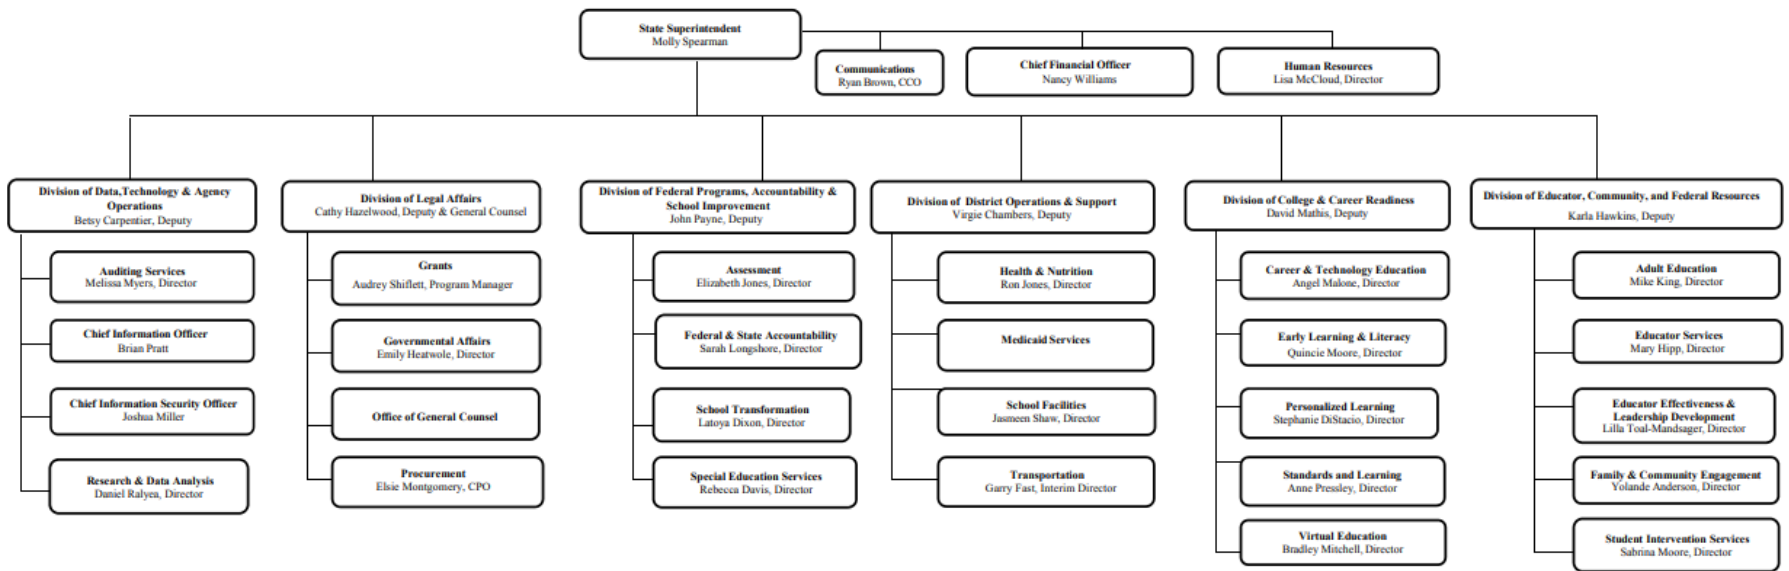 State Superintendent
Molly Spearman
Communications
Ryan Brown, CCO
Chief Financial Officer
Nancy Williams
Human Resources
Lisa McCloud, Director
Division of Data,Technology & Agency
Operations
Betsy Carpentier, Deputy
Auditing Services
Melissa Myers, Director
Chief Information Officer
Brian Pratt
Chief Information Security Officer
Joshua Miller
Research & Data Analysis
Daniel Ralyea, Director
Division of Legal Affairs
Cathy Hazelwood, Deputy & General Counsel
Grants
Audrey Shiflett, Program Manager
Governmental Affairs
Emily Heatwole, Director
Office of General Counsel
Procurement
Elsie Montgomery, CPO
Division of Federal Programs, Accountability &
School Improvement
John Payne, Deputy
Assessment
Elizabeth Jones, Director
Federal & State Accountability
Sarah Longshore, Director
School Transformation
Latoya Dixon, Director
Special Education Services
Rebecca Davis, Director
Division of District Operations & Support
Virgie Chambers, Deputy
Health & Nutrition
Ron Jones, Director
Medicaid Services
School Facilities
Jasmeen Shaw, Director
Transportation
Garry Fast, Interim Director
Division of College & Career Readiness
David Mathis, Deputy
Career & Technology Education
Angel Malone, Director
Early Learning & Literacy
Quincie Moore, Director
Personalized Learning
Stephanie DiStacio, Director
Standards and Learning
Anne Pressley, Director
Virtual Education
Bradley Mitchell, Director
Division of Educator, Community, and Federal Resources
Karla Hawkins, Deputy
Adult Education
Mike King, Director
Educator Services
Mary Hipp, Director
Educator Effectiveness &
Leadership Development
Lilla Toal-Mandsager, Director
Family & Community Engagement
Yolande Anderson, Director
Student Intervention Services
Sabrina Moore, Director